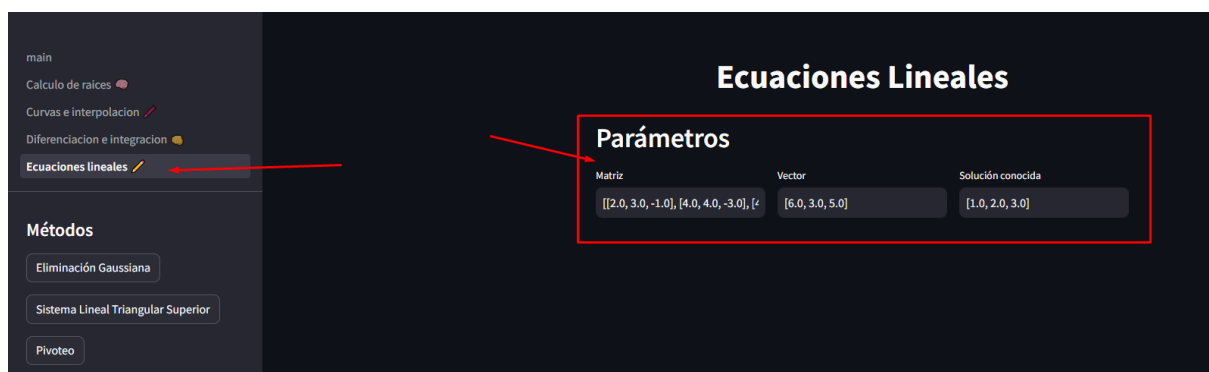 main
Calculo de raices 🧠
Curvas e interpolacion
Diferenciacion e integracion
Ecuaciones lineales
Métodos
Eliminación Gaussiana
Sistema Lineal Triangular Superior
Pivoteo
Ecuaciones Lineales
Parámetros
Matriz Vector Solución conocida
[[2.0, 3.0, -1.0], [4.0, 4.0, -3.0], [ [6.0, 3.0, 5.0] [1.0, 2.0, 3.0]